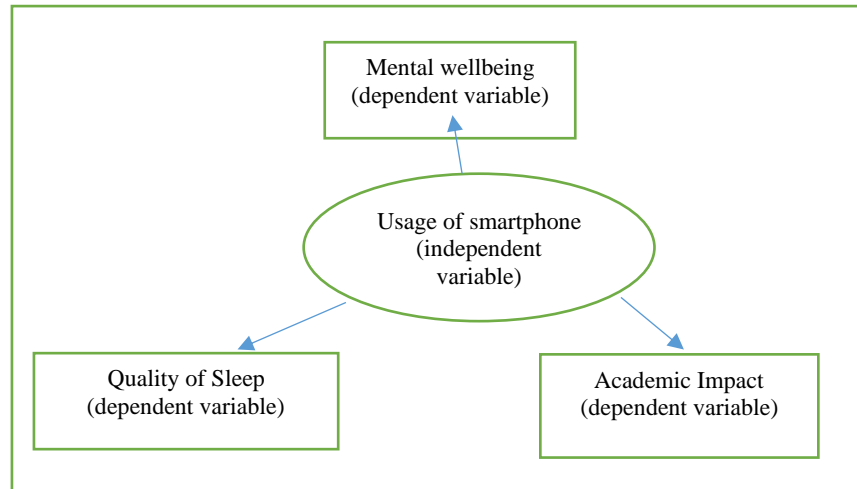 Mental wellbeing
(dependent variable)
Usage of smartphone
(independent
variable)
Quality of Sleep
(dependent variable)
Academic Impact
(dependent variable)